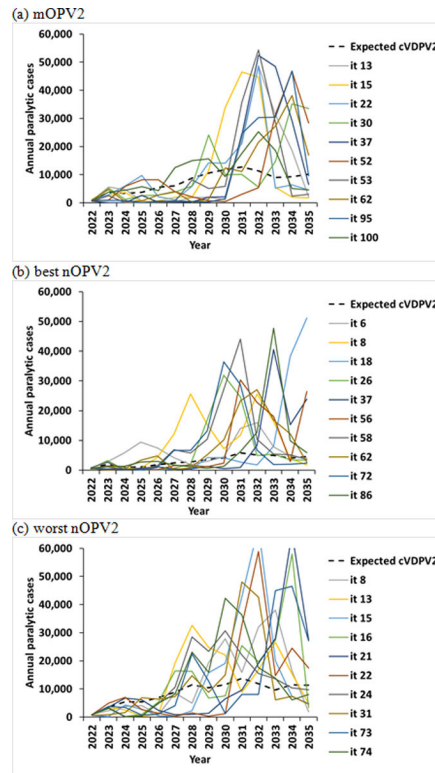 (a) mOPV2
60,000
50,000
40,000
30,000
20,000
10,000
0
Annual paralytic cases
2022 2023 2024 2025 2026 2027 2028 2029 2030 2031 2032 2033 2034 2035
Year
Expected cVDPV2
it 13
it 15
it 22
it 30
it 37
it 52
it 53
it 62
it 95
it 100
(b) best nOPV2
60,000
50,000
40,000
30,000
20,000
10,000
0
Annual paralytic cases
2022 2023 2024 2025 2026 2027 2028 2029 2030 2031 2032 2033 2034 2035
Year
Expected cVDPV2
it 6
it 8
it 18
it 26
it 37
it 56
it 58
it 62
it 72
it 86
(c) worst nOPV2
60,000
50,000
40,000
30,000
20,000
10,000
0
Annual paralytic cases
2022 2023 2024 2025 2026 2027 2028 2029 2030 2031 2032 2033 2034 2035
Year
Expected cVDPV2
it 8
it 13
it 15
it 16
it 21
it 22
it 24
it 31
it 73
it 74